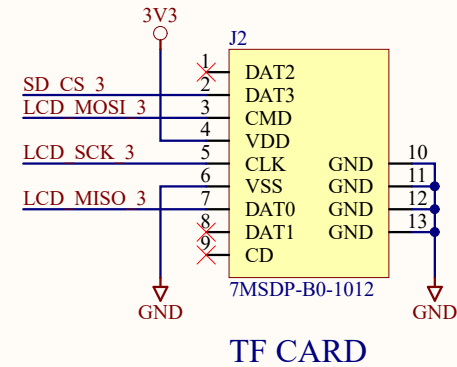 3V3
J2
1 DAT2
SD_CS_3 2 DAT3
LCD_MOSI_3 3 CMD
4 VDD
LCD_SCK_3 5 CLK GND 10
6 VSS GND 11
LCD_MISO_3 7 DAT0 GND 12
8 DAT1 GND 13
9 CD
7MSDP-B0-1012
GND GND
TF CARD